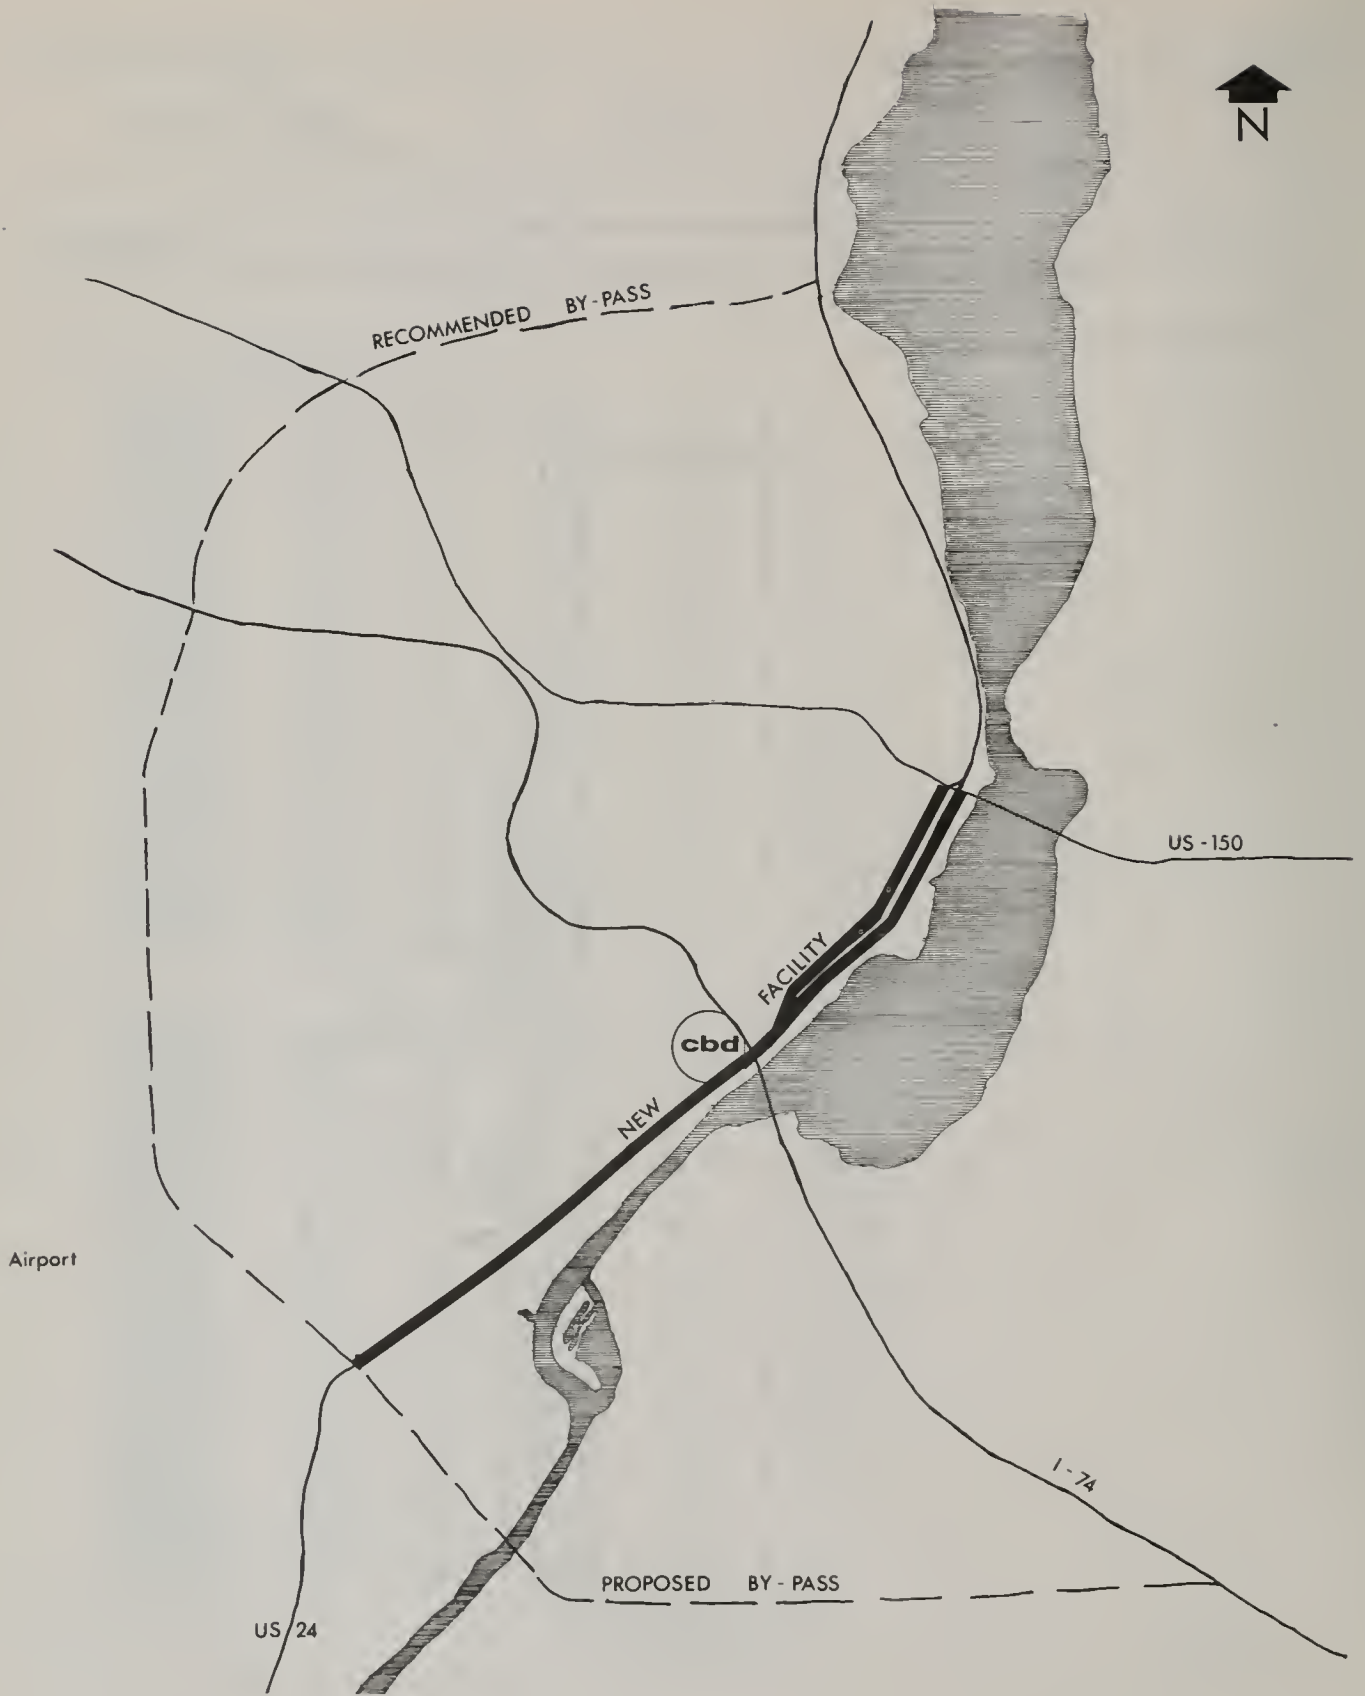 N
RECOMMENDED BY-PASS
US-150
FACILITY
cbd
NEW
Airport
I-74
PROPOSED BY-PASS
US 24